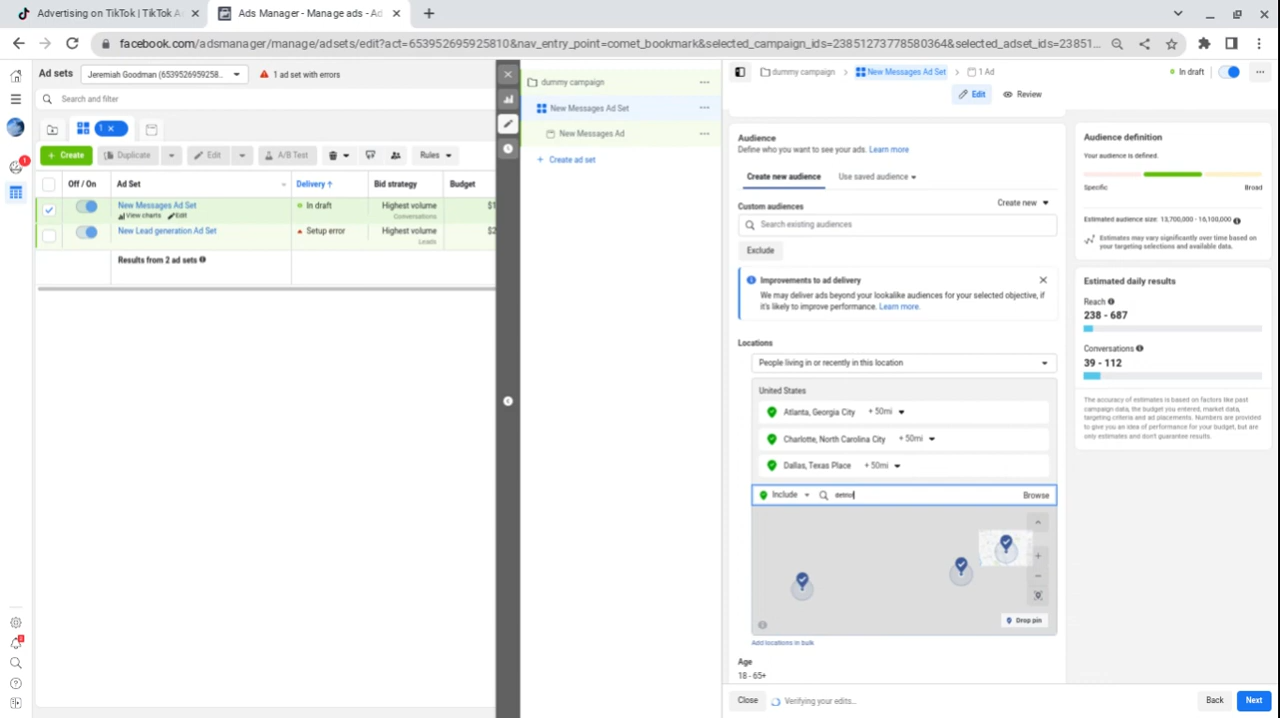 Advertising on TikTok | TikTok A
Ads Manager - Manage ads - Ad
facebook.com/adsmanager/manage/adsets/edit?act=653952695925810&nav_entry_point=comet_bookmark&selected_campaign_ids=23851273778580364&selected_adset_ids=23851...
Ad sets
Jeremiah Goodman (6539526959258...
1 ad set with errors
Search and filter
1
Create
Duplicate
Edit
A/B Test
Rules
Off / On
Ad Set
Delivery ↑
Bid strategy
Budget
New Messages Ad Set
View charts
Edit
In draft
Highest volume
Conversations
$1
New Lead generation Ad Set
Setup error
Highest volume
Leads
$2
Results from 2 ad sets
dummy campaign
New Messages Ad Set
New Messages Ad
Create ad set
dummy campaign
New Messages Ad Set
1 Ad
In draft
Edit
Review
Audience
Define who you want to see your ads. Learn more
Create new audience
Use saved audience
Custom audiences
Create new
Search existing audiences
Exclude
Improvements to ad delivery
We may deliver ads beyond your lookalike audiences for your selected objective, if
it's likely to improve performance. Learn more.
Locations
People living in or recently in this location
United States
Atlanta, Georgia City + 50mi
Charlotte, North Carolina City + 50mi
Dallas, Texas Place + 50mi
Include
Browse
Drop pin
Add locations in bulk
Age
18 - 65+
Close
Verifying your edits...
Back
Next
Audience definition
Your audience is defined.
Specific
Broad
Estimated audience size: 13,700,000 - 16,100,000
Estimates may vary significantly over time based on
your targeting selections and available data.
Estimated daily results
Reach
238 - 687
Conversations
39 - 112
The accuracy of estimates is based on factors like past
campaign data, the budget you entered, market data,
targeting criteria and ad placements. Numbers are provided
to give you an idea of performance for your budget, but are
only estimates and don't guarantee results.